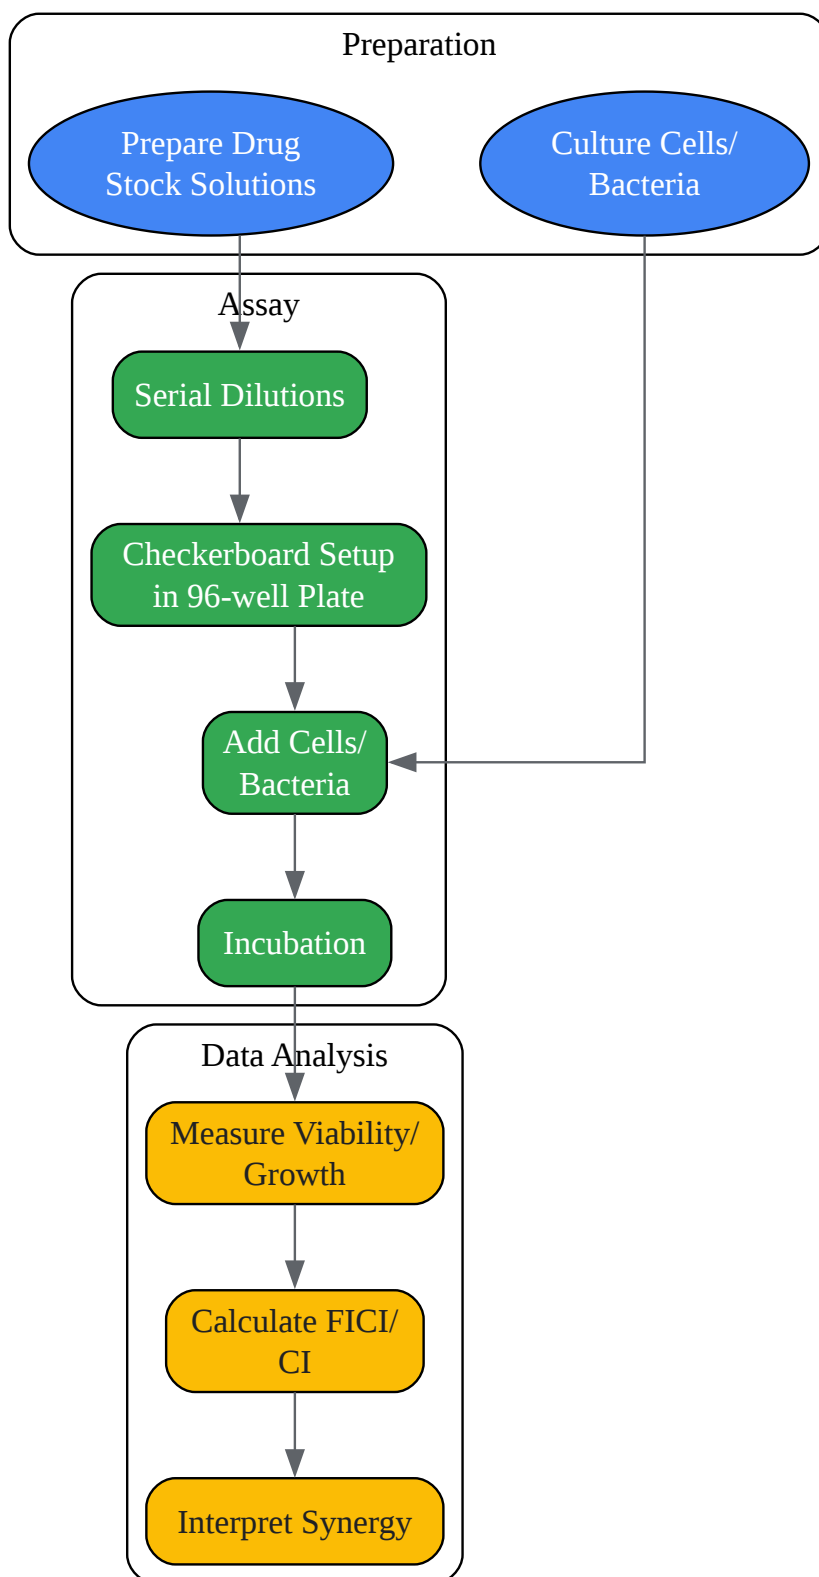 Preparation
Prepare Drug
Stock Solutions
Culture Cells/
Bacteria
Assay
Serial Dilutions
Checkerboard Setup
in 96-well Plate
Add Cells/
Bacteria
Incubation
Data Analysis
Measure Viability/
Growth
Calculate FICI/
CI
Interpret Synergy